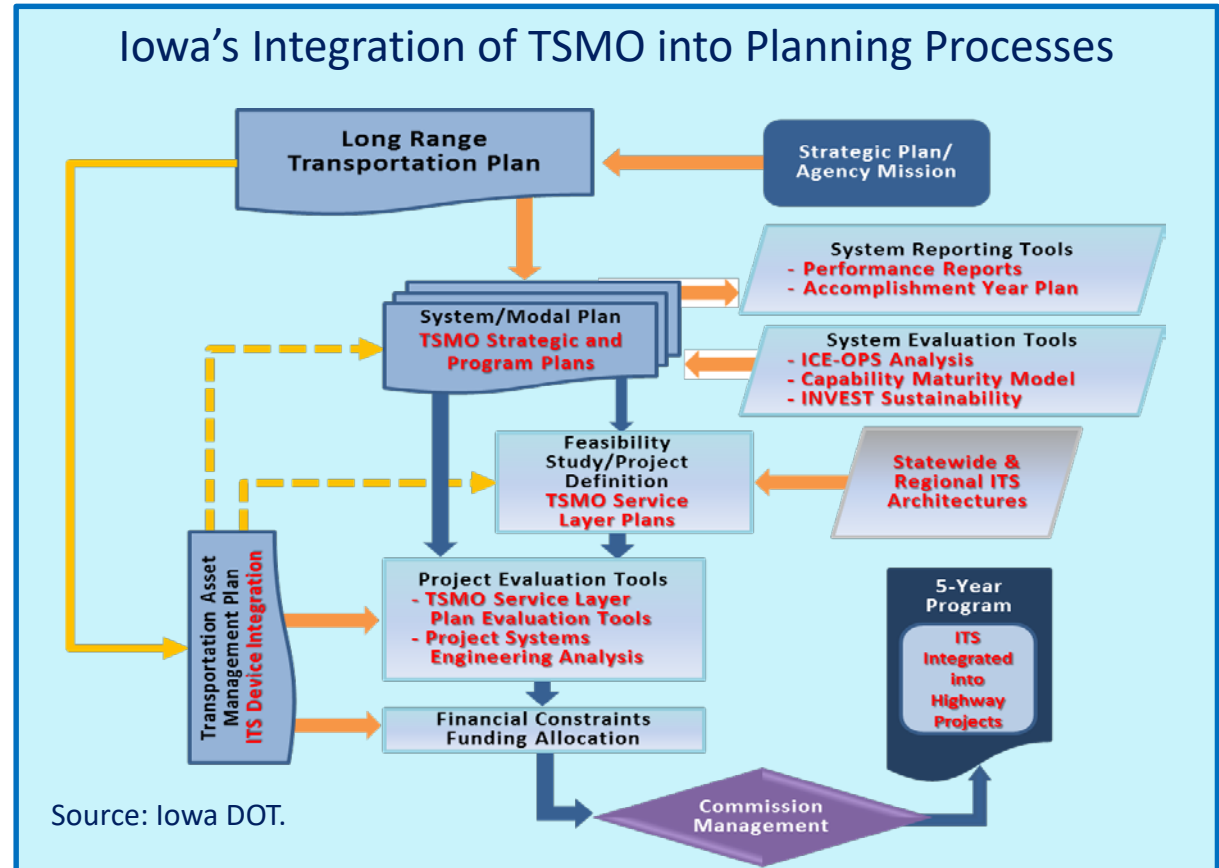 Iowa’s Integration of TSMO into Planning Processes
Long Range
Transportation Plan
Strategic Plan/
Agency Mission
System Reporting Tools
- Performance Reports
- Accomplishment Year Plan
System/Modal Plan
TSMO Strategic and
Program Plans
System Evaluation Tools
- ICE-OPS Analysis
- Capability Maturity Model
- INVEST Sustainability
Feasibility
Study/Project
Definition
TSMO Service
Layer Plans
Statewide &
Regional ITS
Architectures
Transportation Asset
Management Plan
ITS Device Integration
Project Evaluation Tools
- TSMO Service Layer
Plan Evaluation Tools
- Project Systems
Engineering Analysis
5-Year
Program
ITS
Integrated
into
Highway
Projects
Financial Constraints
Funding Allocation
Commission
Management
Source: Iowa DOT.